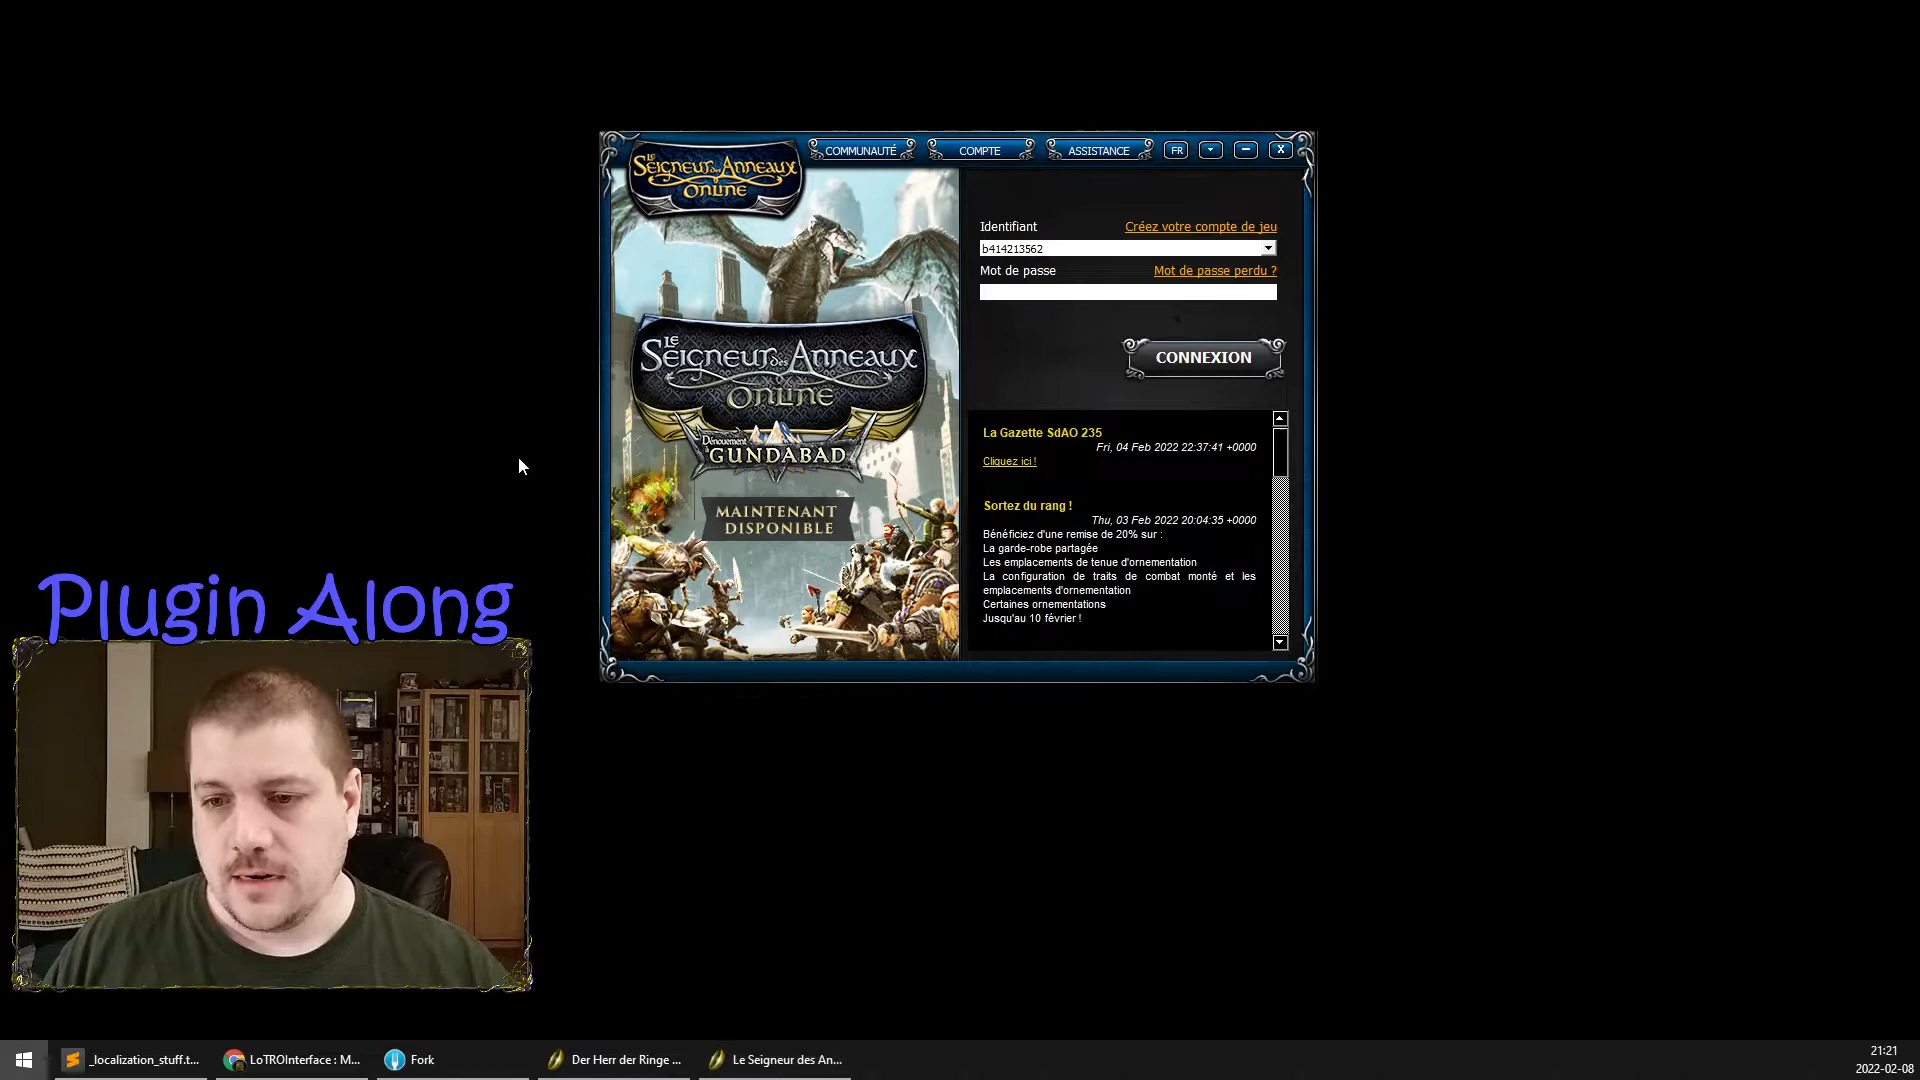 LE
Seigneur des Anneaux
Online
COMMUNAUTÉ
COMPTE
ASSISTANCE
FR
X
Identifiant
Créez votre compte de jeu
b414213562
Mot de passe
Mot de passe perdu ?
CONNEXION
LE
Seigneur des Anneaux
Online
Dénouement à
GUNDABAD
MAINTENANT
DISPONIBLE
La Gazette SdAO 235
Fri, 04 Feb 2022 22:37:41 +0000
Cliquez ici !
Sortez du rang !
Thu, 03 Feb 2022 20:04:35 +0000
Bénéficiez d'une remise de 20% sur :
La garde-robe partagée
Les emplacements de tenue d'ornementation
La configuration de traits de combat monté et les
emplacements d'ornementation
Certaines ornementations
Jusqu'au 10 février !
Plugin Along
_localization_stuff.t...
LoTROInterface : M...
Fork
Der Herr der Ringe ...
Le Seigneur des An...
21:21
2022-02-08